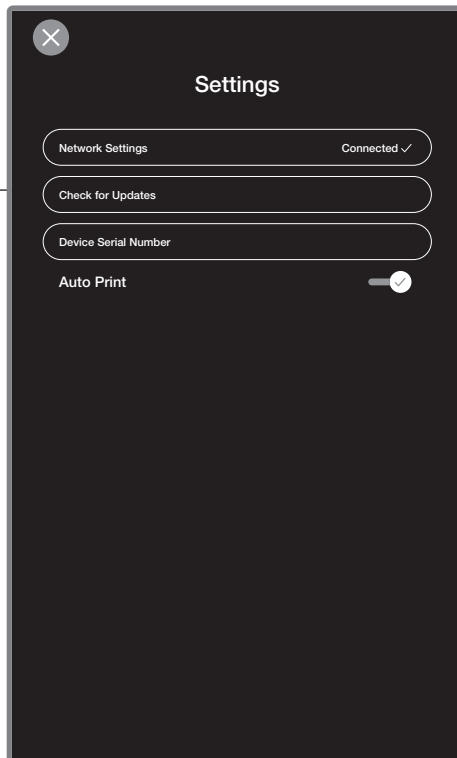 Settings
Network Settings Connected ✓
Check for Updates
Device Serial Number
Auto Print